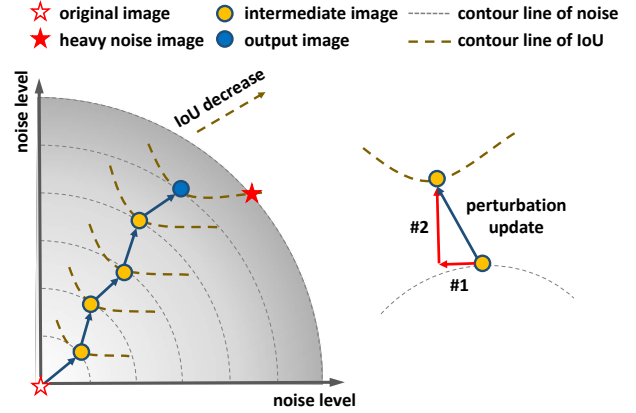 original image
intermediate image
contour line of noise
heavy noise image
output image
contour line of IoU
noise level
IoU decrease
#2
perturbation
update
#1
noise level